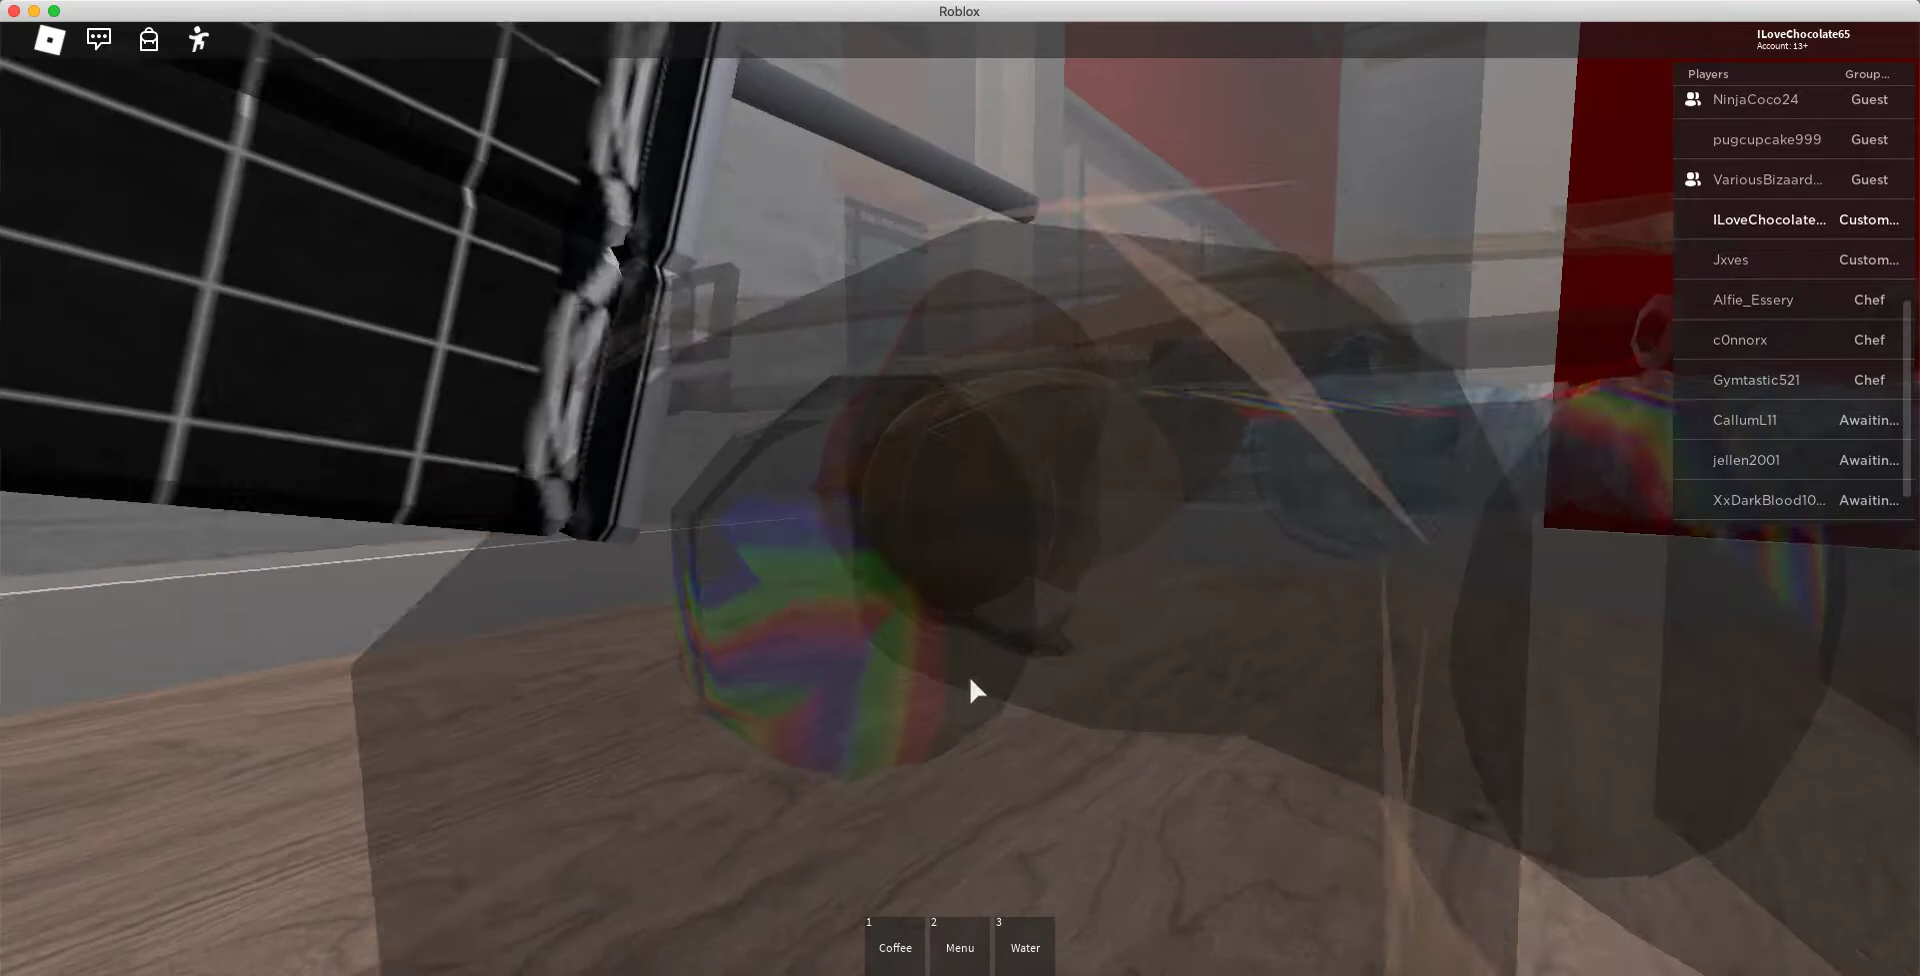 Roblox
ILoveChocolate65
Account: 13+
Players Group...
NinjaCoco24 Guest
pugcupcake999 Guest
VariousBizaard... Guest
ILoveChocolate... Custom...
Jxves Custom...
Alfie_Essery Chef
c0nnorx Chef
Gymtastic521 Chef
CallumL11 Awaitin...
jellen2001 Awaitin...
XxDarkBlood10... Awaitin...
1 2 3
Coffee Menu Water